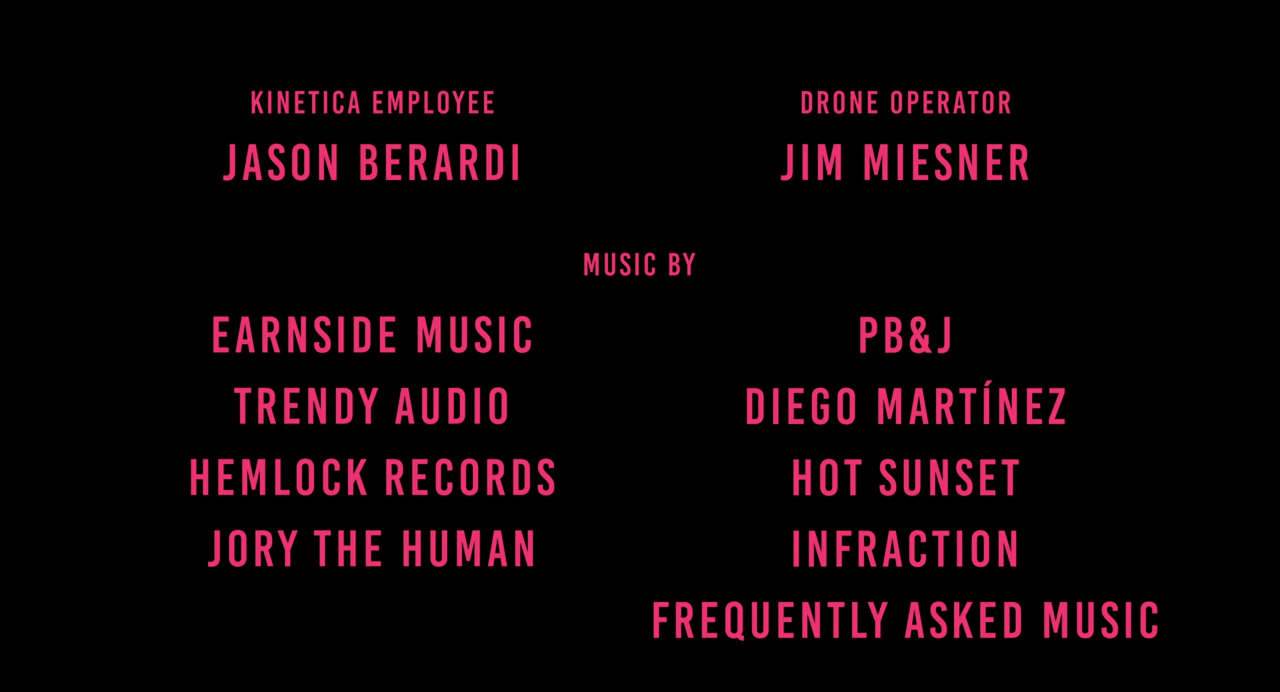 KINETICA EMPLOYEE
JASON BERARDI
DRONE OPERATOR
JIM MIESNER
MUSIC BY
EARNSIDE MUSIC
TRENDY AUDIO
HEMLOCK RECORDS
JORY THE HUMAN
PB&J
DIEGO MARTÍNEZ
HOT SUNSET
INFRACTION
FREQUENTLY ASKED MUSIC